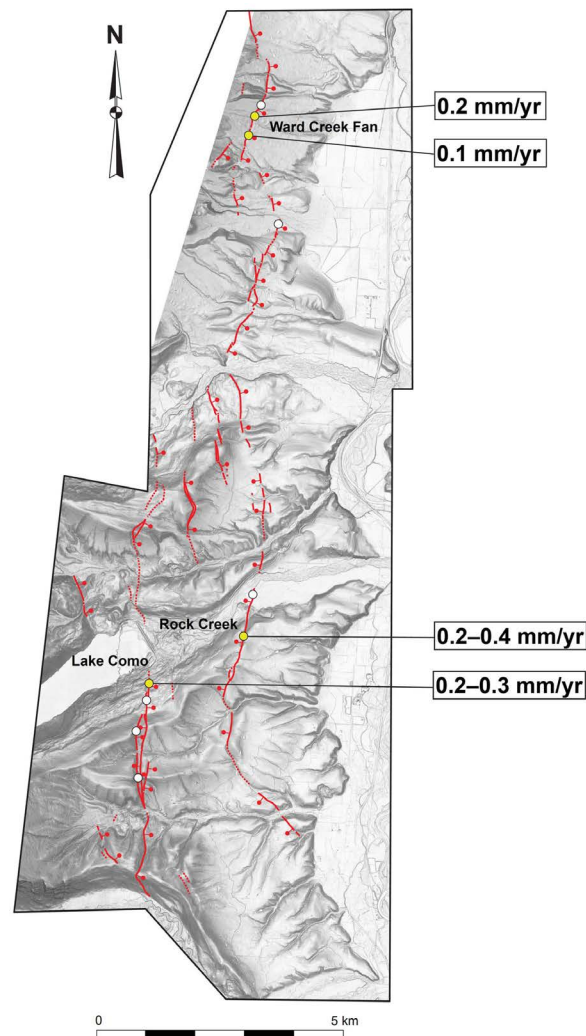 N
0.2 mm/yr
Ward Creek Fan
0.1 mm/yr
Rock Creek
0.2–0.4 mm/yr
Lake Como
0.2–0.3 mm/yr
0 5 km